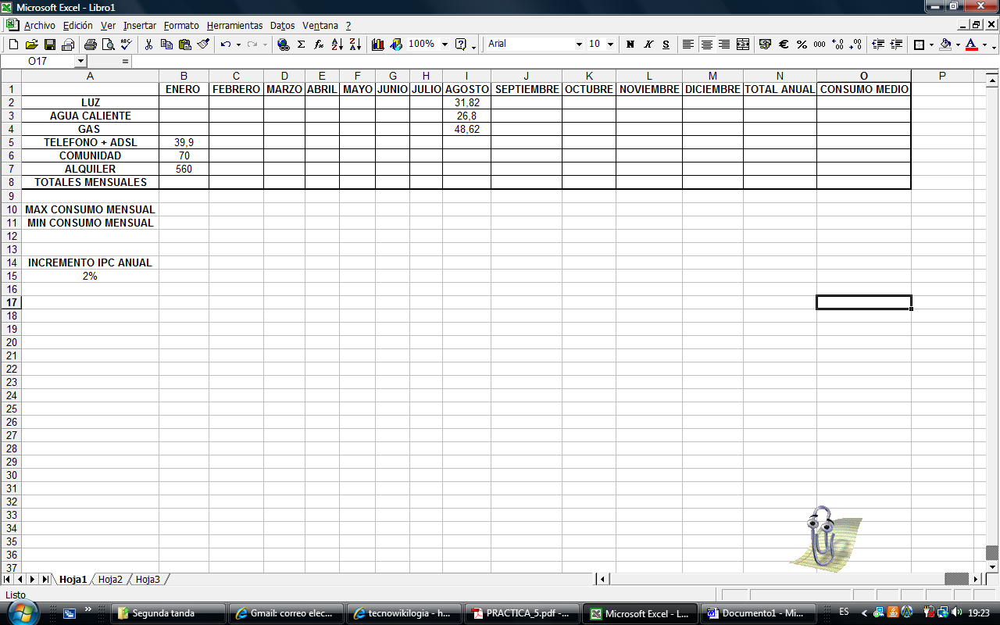 Microsoft Excel - Libro1
Archivo Edición Ver Insertar Formato Herramientas Datos Ventana ?
100% Arial 10 N K S € % 000
O17 =
A B C D E F G H I J K L M N O P
1 ENERO FEBRERO MARZO ABRIL MAYO JUNIO JULIO AGOSTO SEPTIEMBRE OCTUBRE NOVIEMBRE DICIEMBRE TOTAL ANUAL CONSUMO MEDIO
2 LUZ 31,82
3 AGUA CALIENTE 26,8
4 GAS 48,62
5 TELEFONO + ADSL 39,9
6 COMUNIDAD 70
7 ALQUILER 560
8 TOTALES MENSUALES
9
10 MAX CONSUMO MENSUAL
11 MIN CONSUMO MENSUAL
12
13
14 INCREMENTO IPC ANUAL
15 2%
16
17
18
19
20
21
22
23
24
25
26
27
28
29
30
31
32
33
34
35
36
37
Hoja1 Hoja2 Hoja3
Listo
Segunda tanda Gmail: correo elec... tecnowikilogia - h... PRACTICA_5.pdf -... Microsoft Excel - L... Documento1 - Mi... ES 19:23